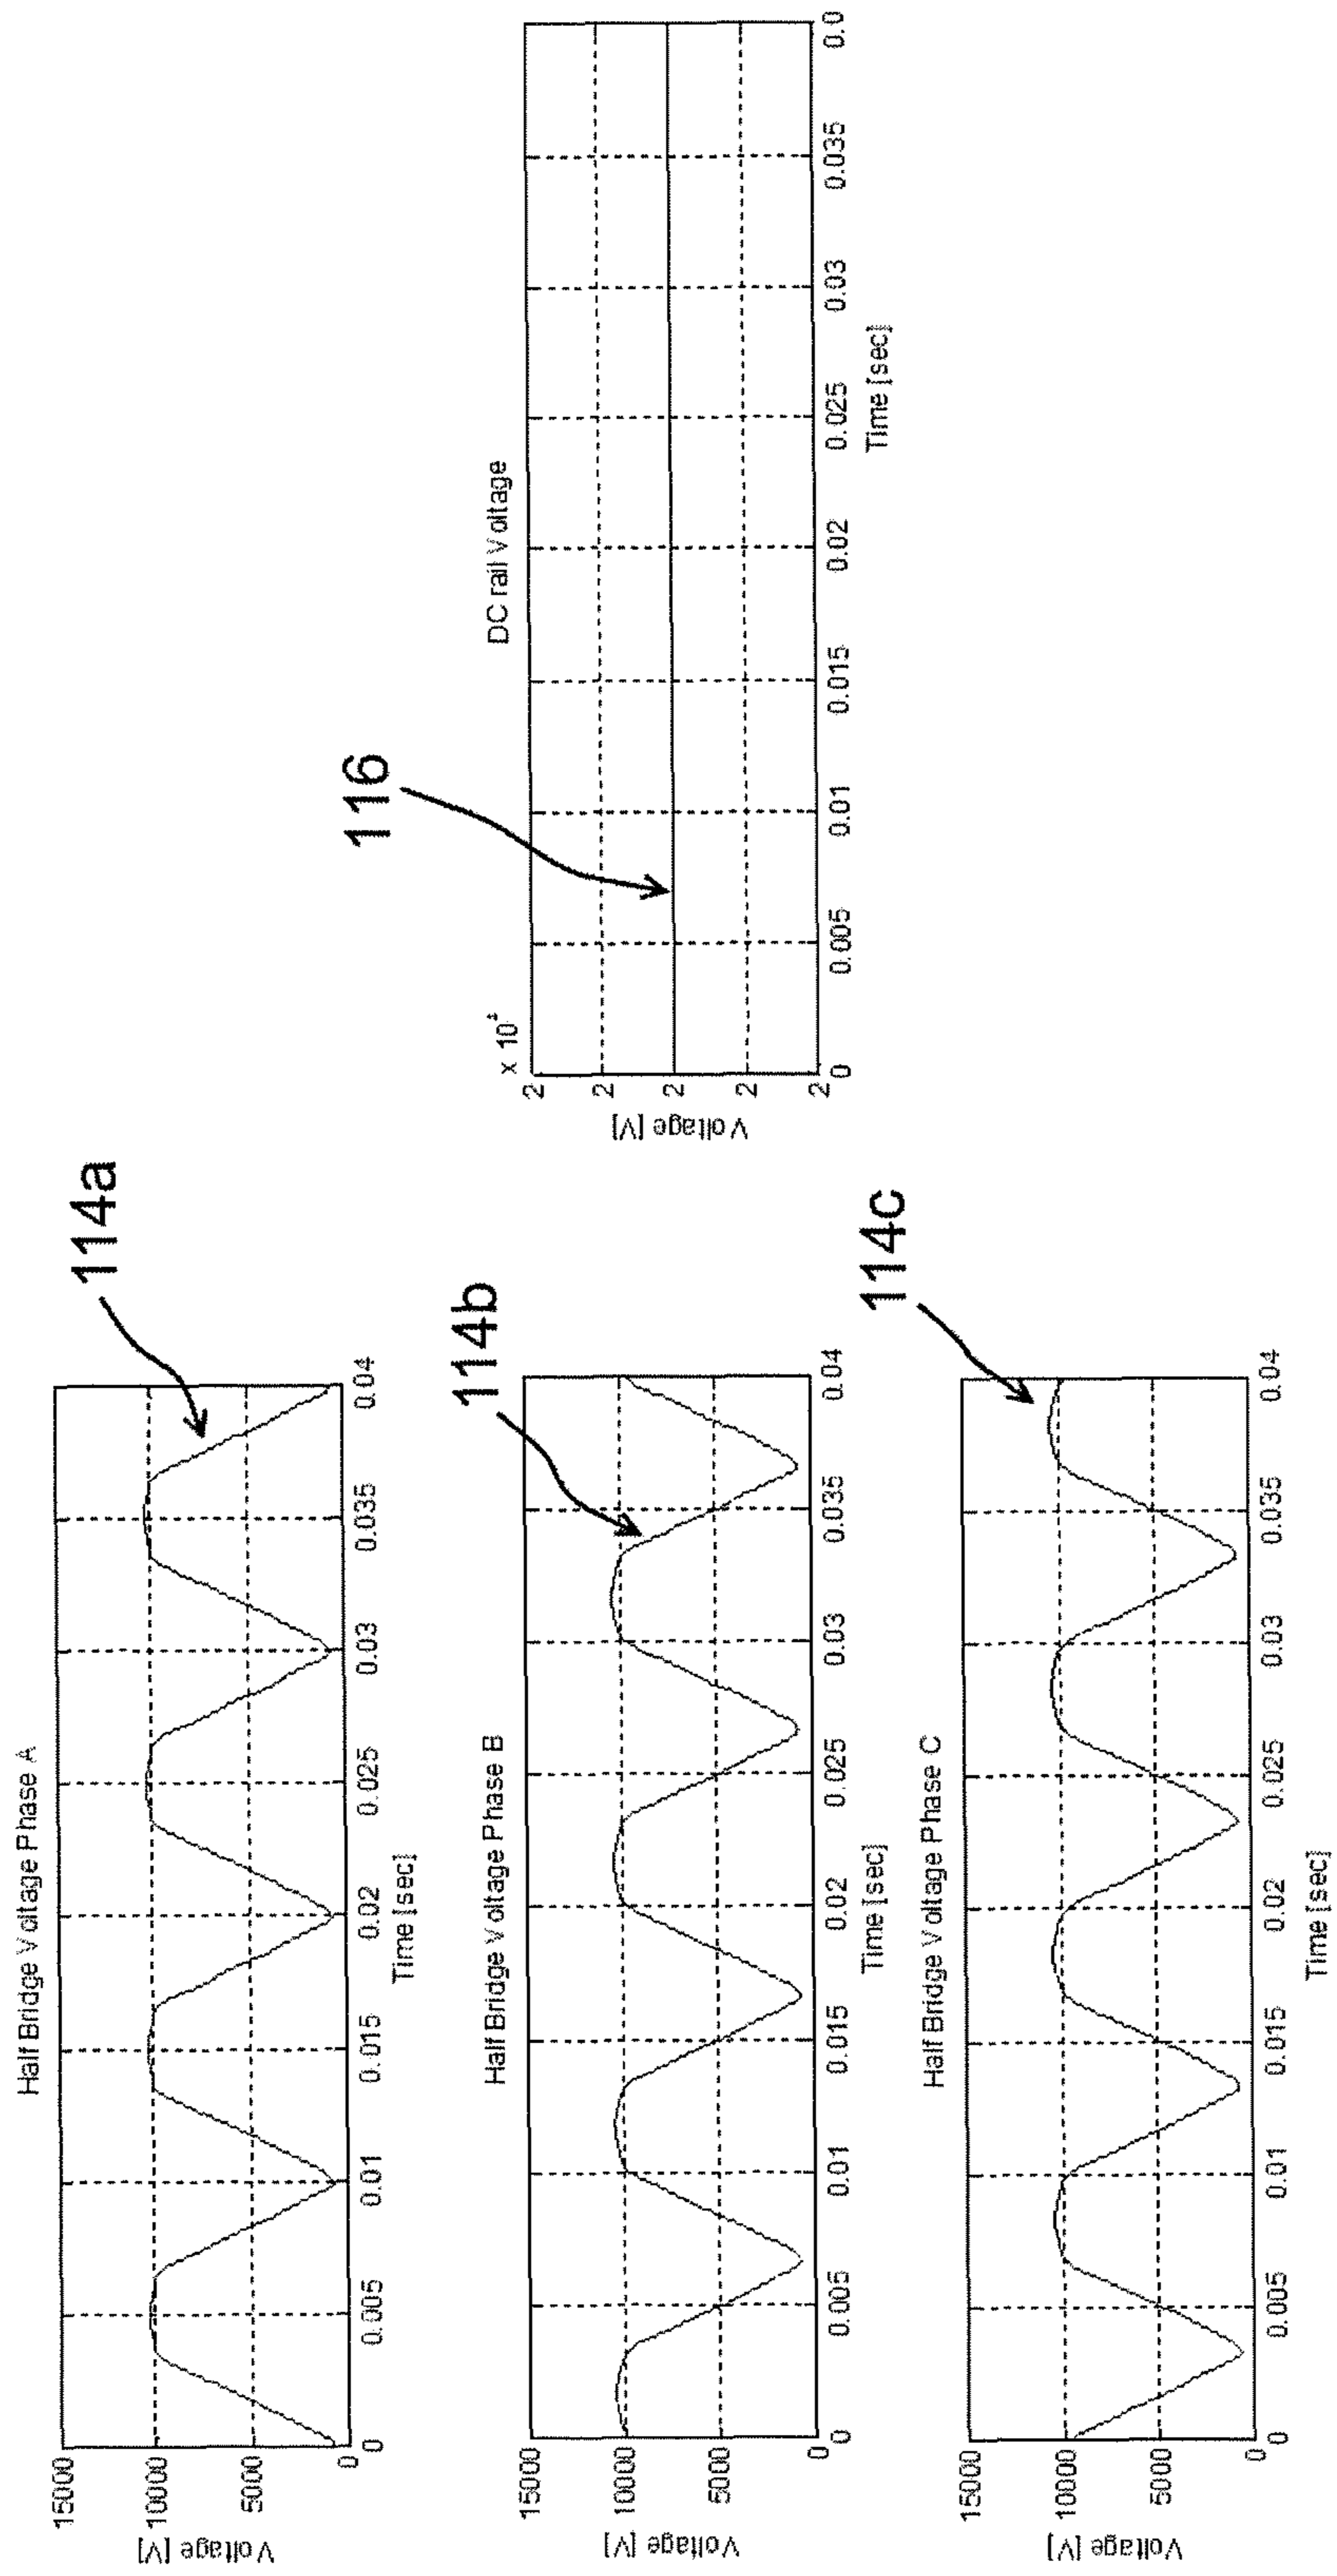 Half Bridge Voltage Phase A
114a
15000
10000
5000
0
Voltage [V]
0 0.005 0.01 0.015 0.02 0.025 0.03 0.035 0.04
Time [sec]
Half Bridge Voltage Phase B
114b
15000
10000
5000
0
Voltage [V]
0 0.005 0.01 0.015 0.02 0.025 0.03 0.035 0.04
Time [sec]
Half Bridge Voltage Phase C
114c
15000
10000
5000
0
Voltage [V]
0 0.005 0.01 0.015 0.02 0.025 0.03 0.035 0.04
Time [sec]
116
DC rail Voltage
x 10⁴
2
2
2
2
2
Voltage [V]
0 0.005 0.01 0.015 0.02 0.025 0.03 0.035 0.0
Time [sec]